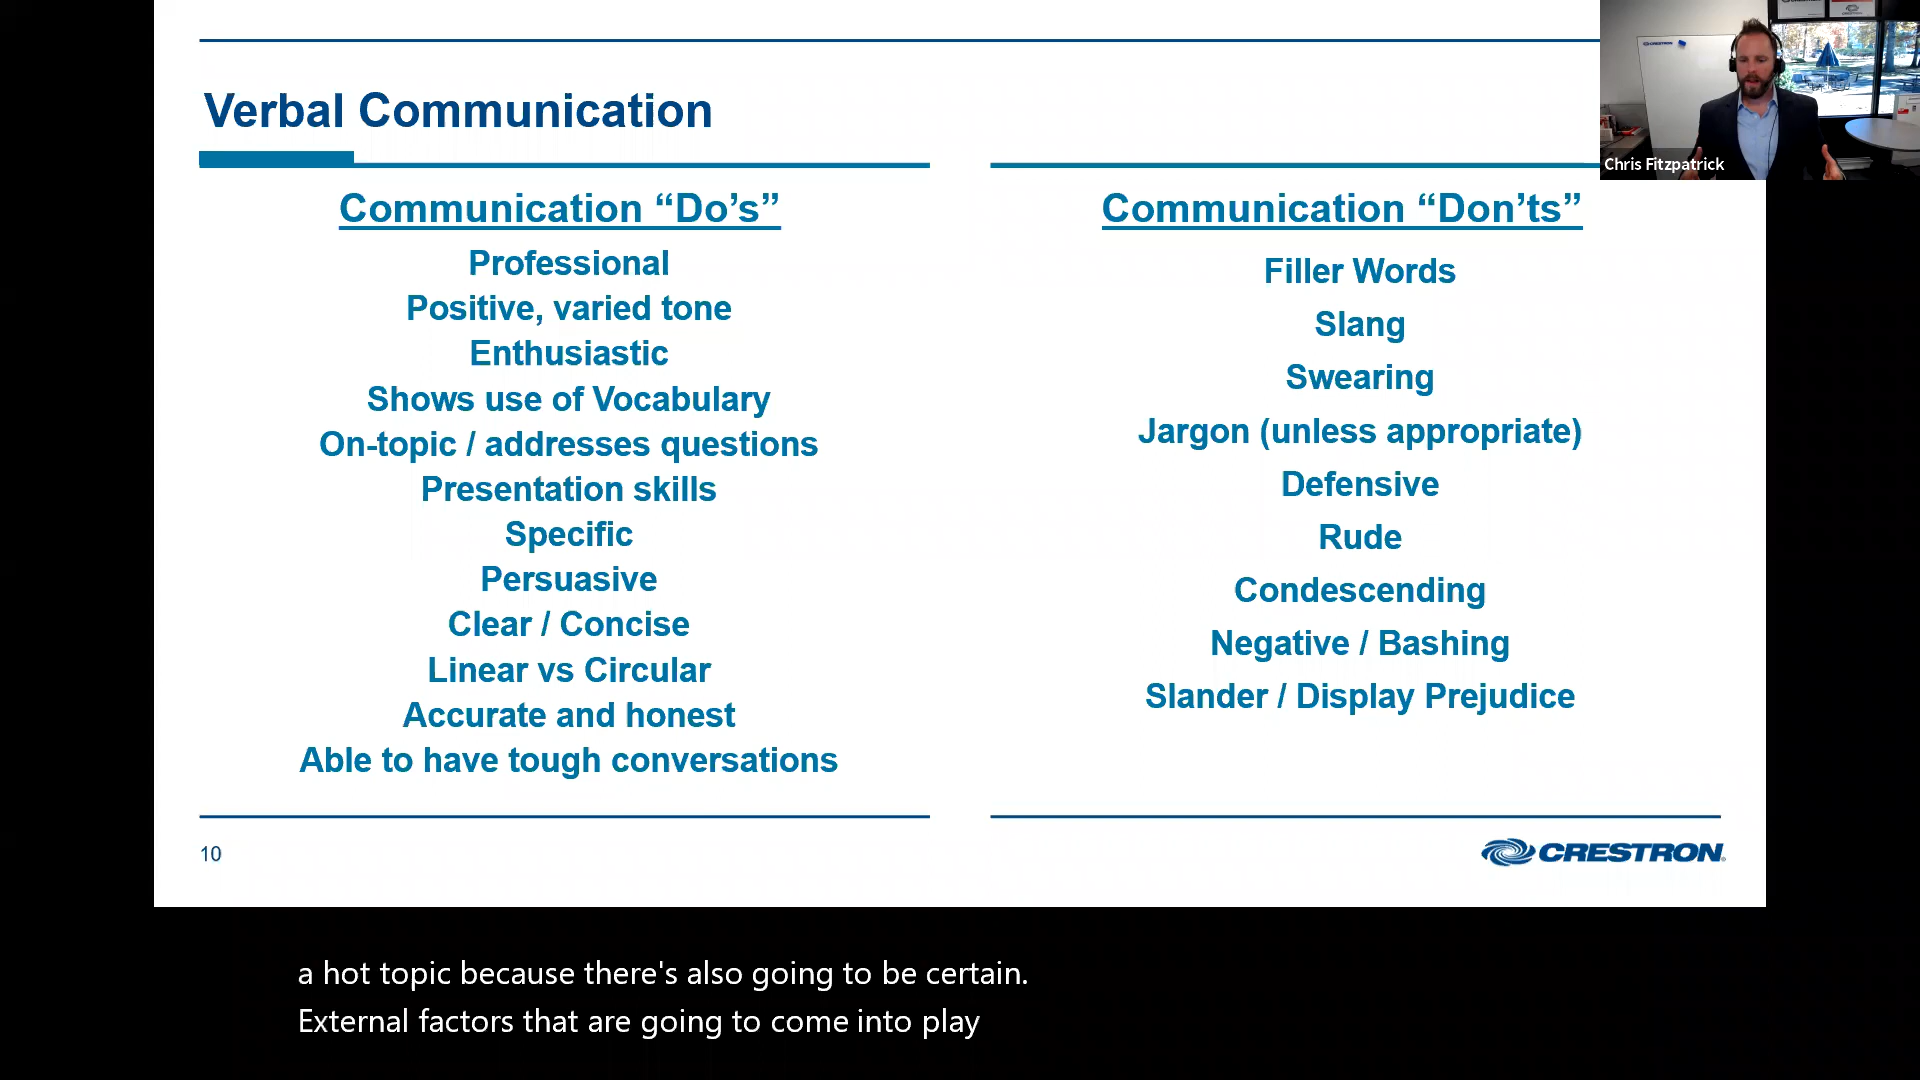 Verbal Communication
Communication “Do’s”
Professional
Positive, varied tone
Enthusiastic
Shows use of Vocabulary
On-topic / addresses questions
Presentation skills
Specific
Persuasive
Clear / Concise
Linear vs Circular
Accurate and honest
Able to have tough conversations
Communication “Don’ts”
Filler Words
Slang
Swearing
Jargon (unless appropriate)
Defensive
Rude
Condescending
Negative / Bashing
Slander / Display Prejudice
10
CRESTRON
CRESTRON
Chris Fitzpatrick
a hot topic because there's also going to be certain.
External factors that are going to come into play